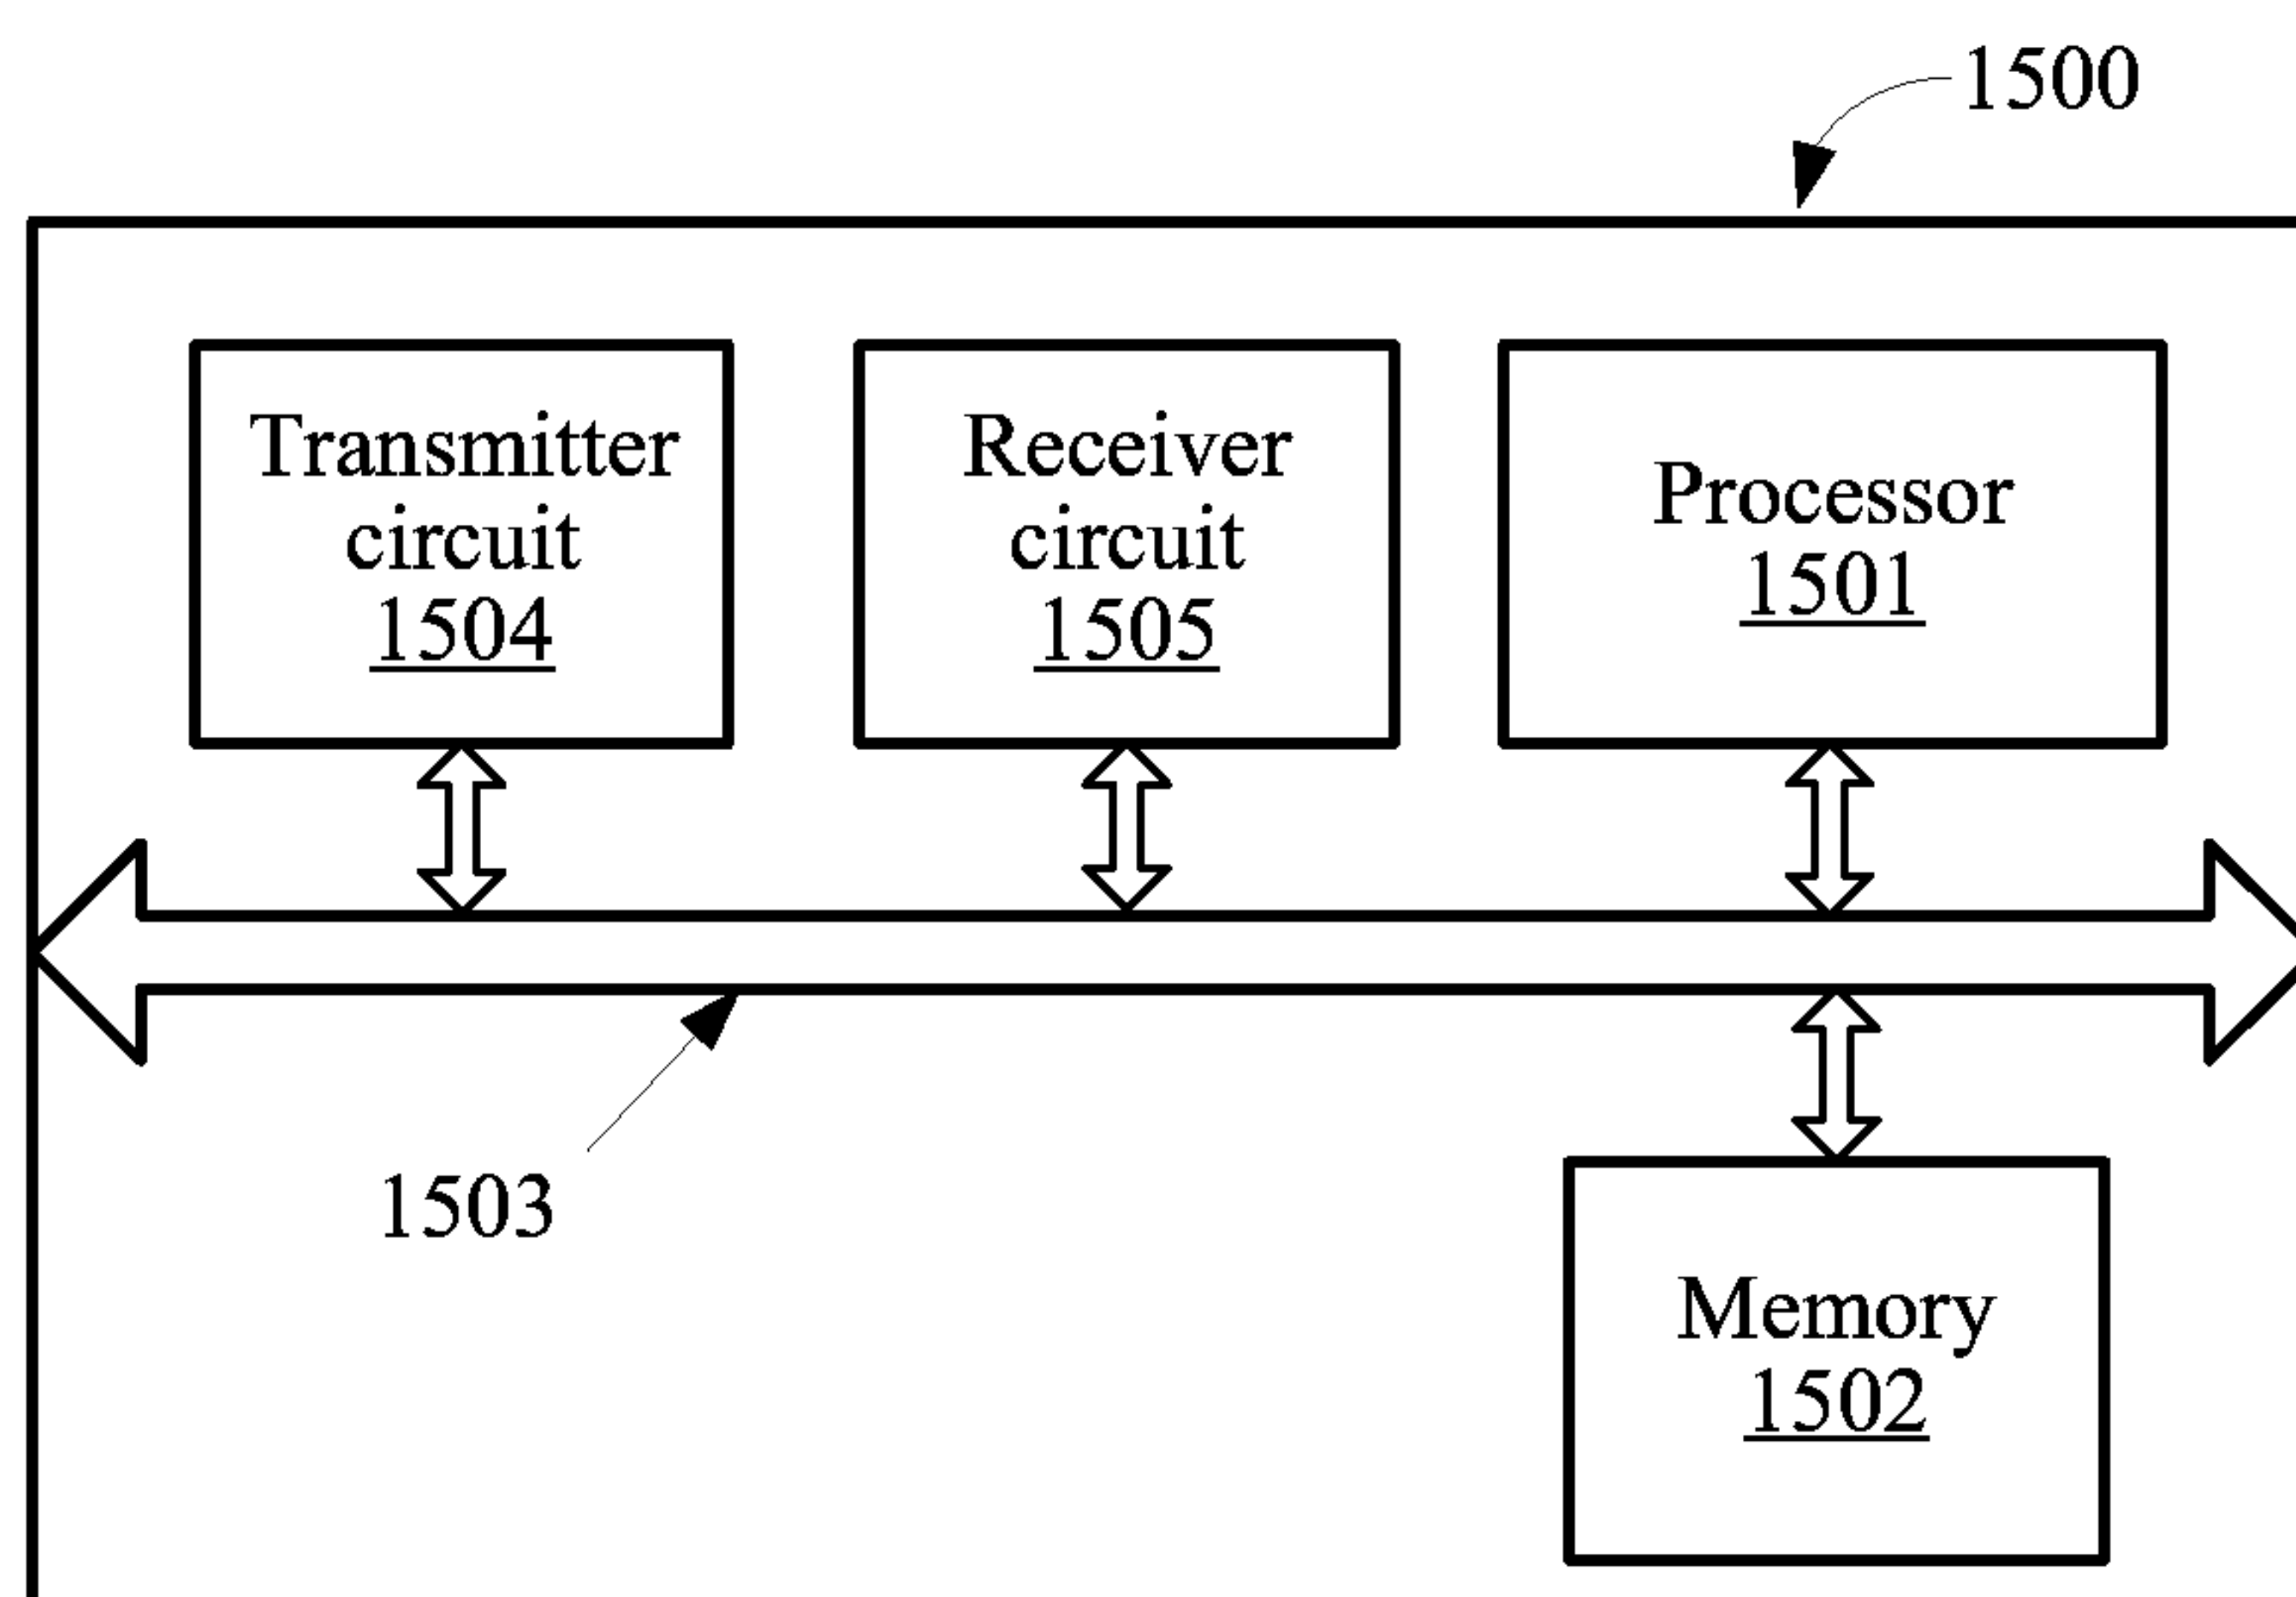 1500
Transmitter
circuit
1504
Receiver
circuit
1505
Processor
1501
1503
Memory
1502